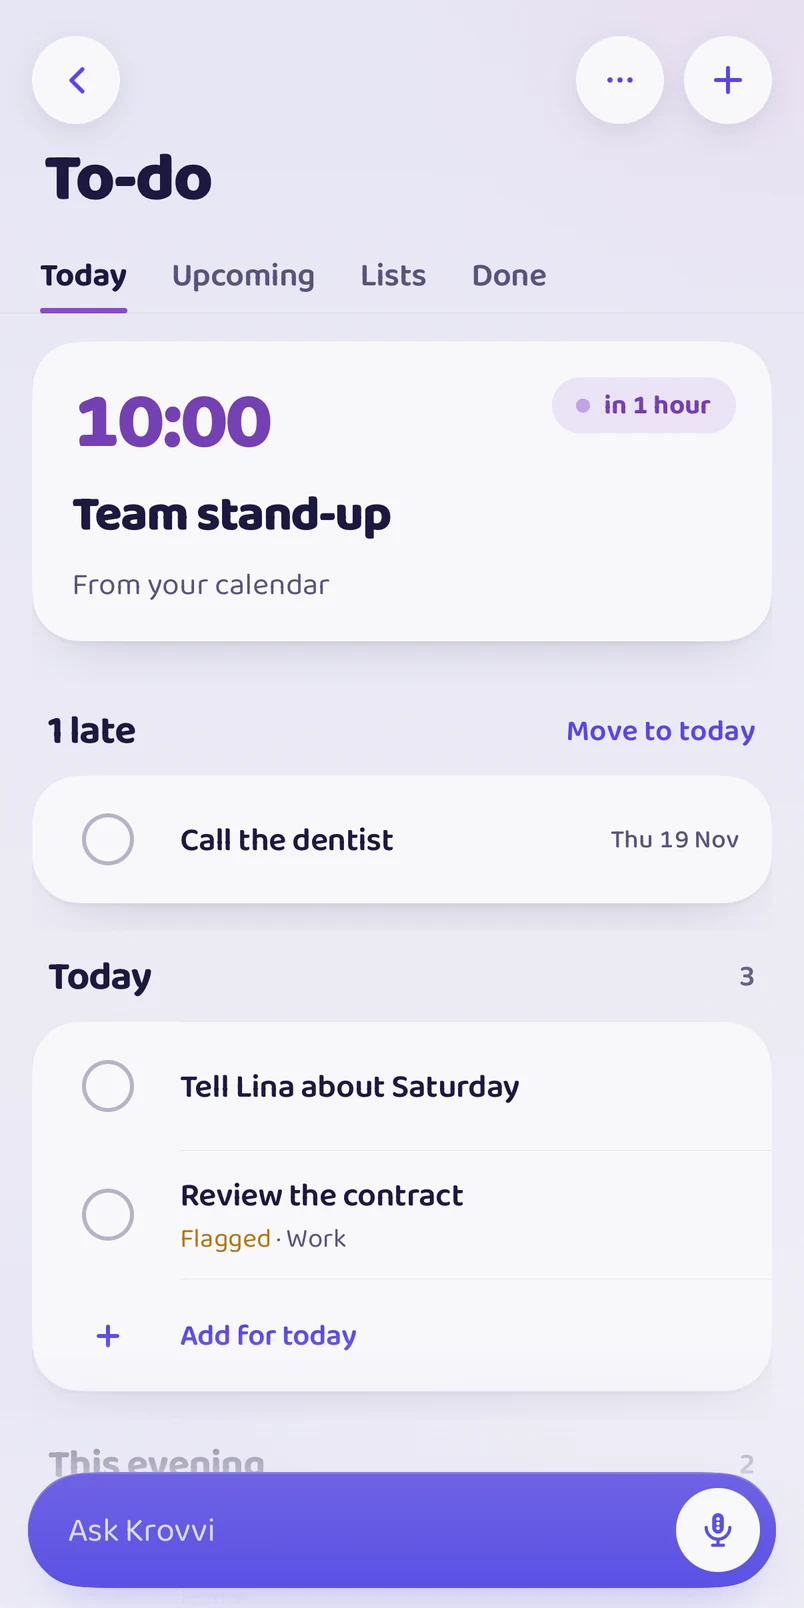 To-do
Today Upcoming Lists Done
10:00
in 1 hour
Team stand-up
From your calendar
1 late
Move to today
Call the dentist
Thu 19 Nov
Today
3
Tell Lina about Saturday
Review the contract
Flagged · Work
Add for today
This evening
2
Ask Krovvi